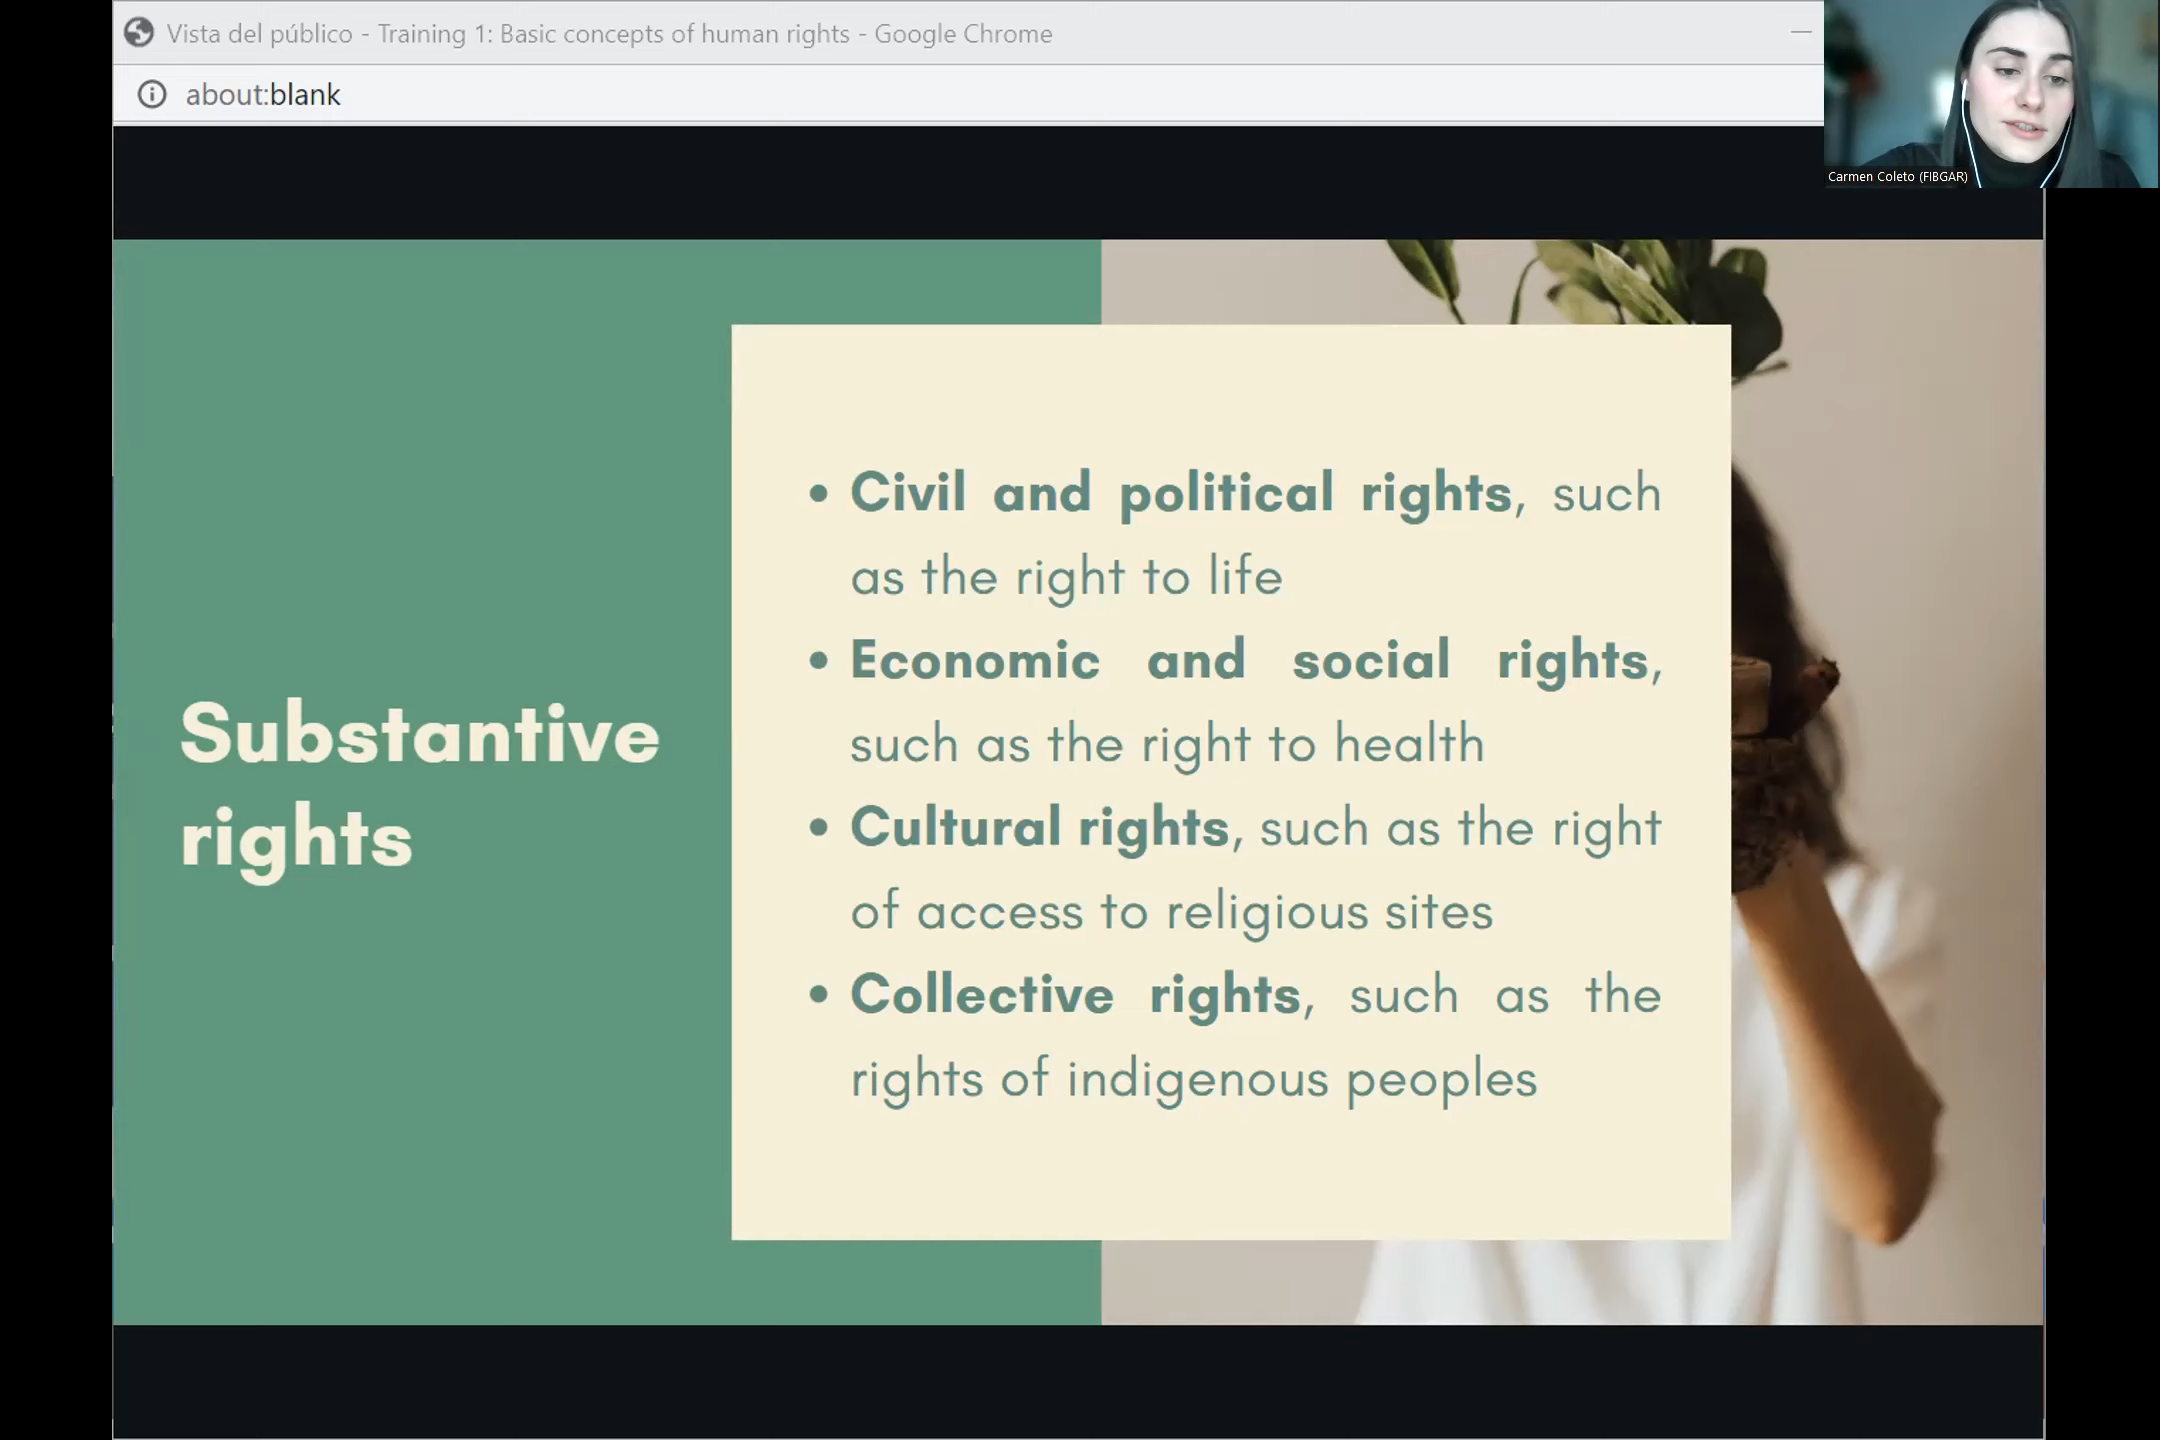 Vista del público - Training 1: Basic concepts of human rights - Google Chrome
about:blank
Carmen Coleto (FIBGAR)
Substantive
rights
• Civil and political rights, such
as the right to life
• Economic and social rights,
such as the right to health
• Cultural rights, such as the right
of access to religious sites
• Collective rights, such as the
rights of indigenous peoples